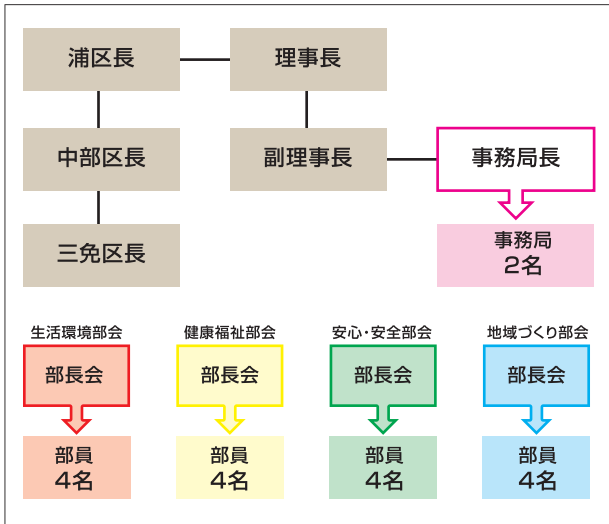 浦区長
理事長
中部区長
副理事長
事務局長
三免区長
事務局
2名
生活環境部会
健康福祉部会
安心・安全部会
地域づくり部会
部長会
部長会
部長会
部長会
部員
4名
部員
4名
部員
4名
部員
4名